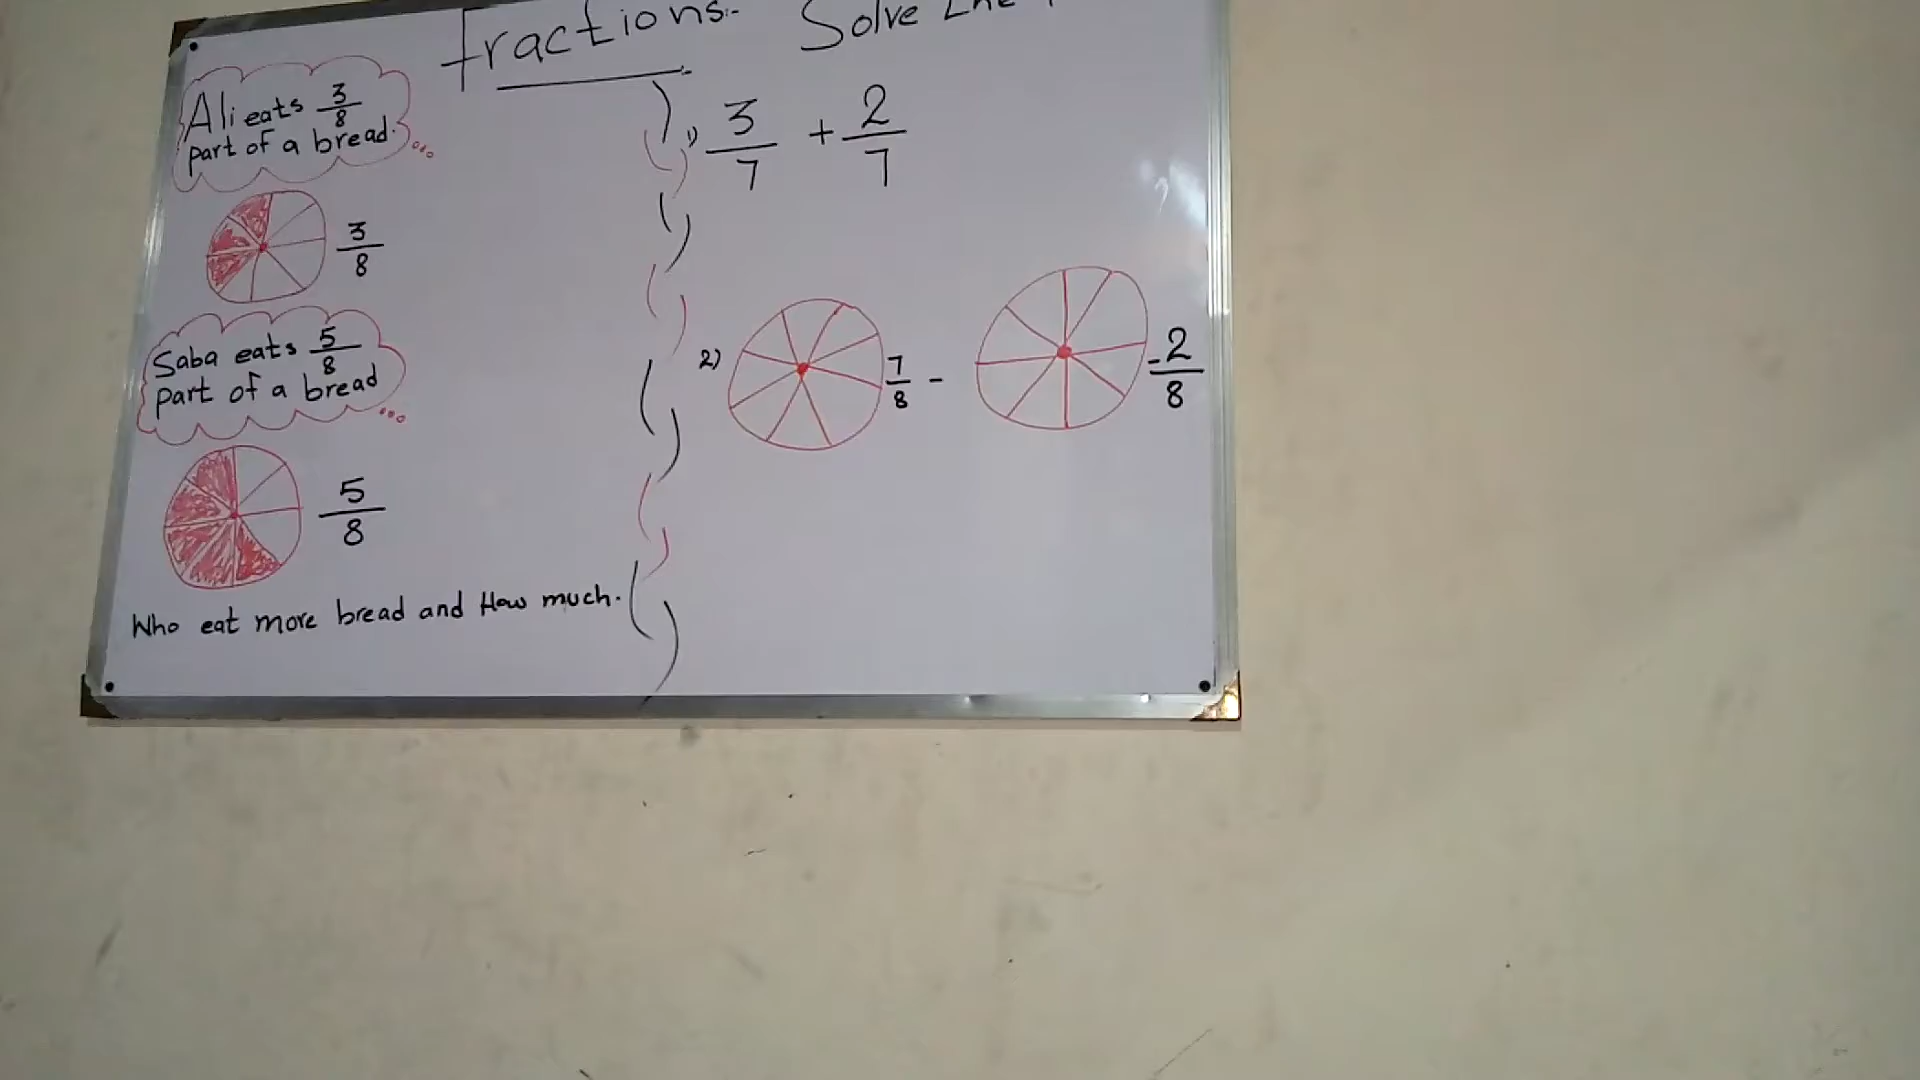 Fractions:-
Solve
Ali eats 3/8
part of a bread.
3/8
Saba eats 5/8
part of a bread
5/8
Who eat more bread and How much.
1) 3/7 + 2/7
2) 7/8 - 2/8